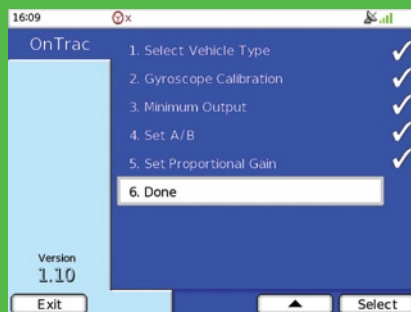 16:09
OnTrac
1. Select Vehicle Type
2. Gyroscope Calibration
3. Minimum Output
4. Set A/B
5. Set Proportional Gain
6. Done
Version
1.10
Exit
Select